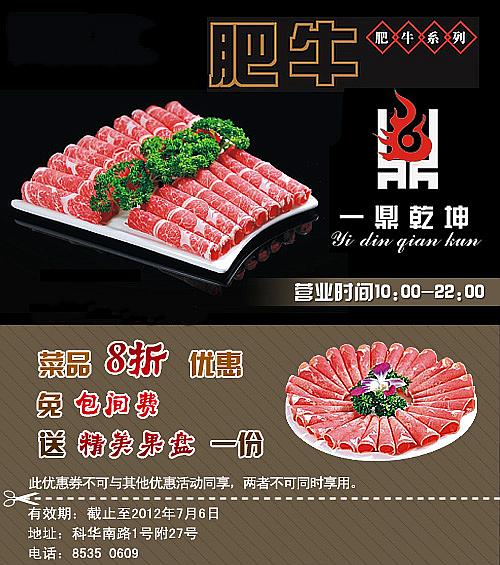 肥牛
肥牛系列
一鼎乾坤
Yi din qian kun
营业时间10:00-22:00
菜品 8折 优惠
免 包间费
送 精美果盘 一份
此优惠券不可与其他优惠活动同享，两者不可同时享用。
有效期：截止至2012年7月6日
地址：科华南路1号附27号
电话：8535 0609